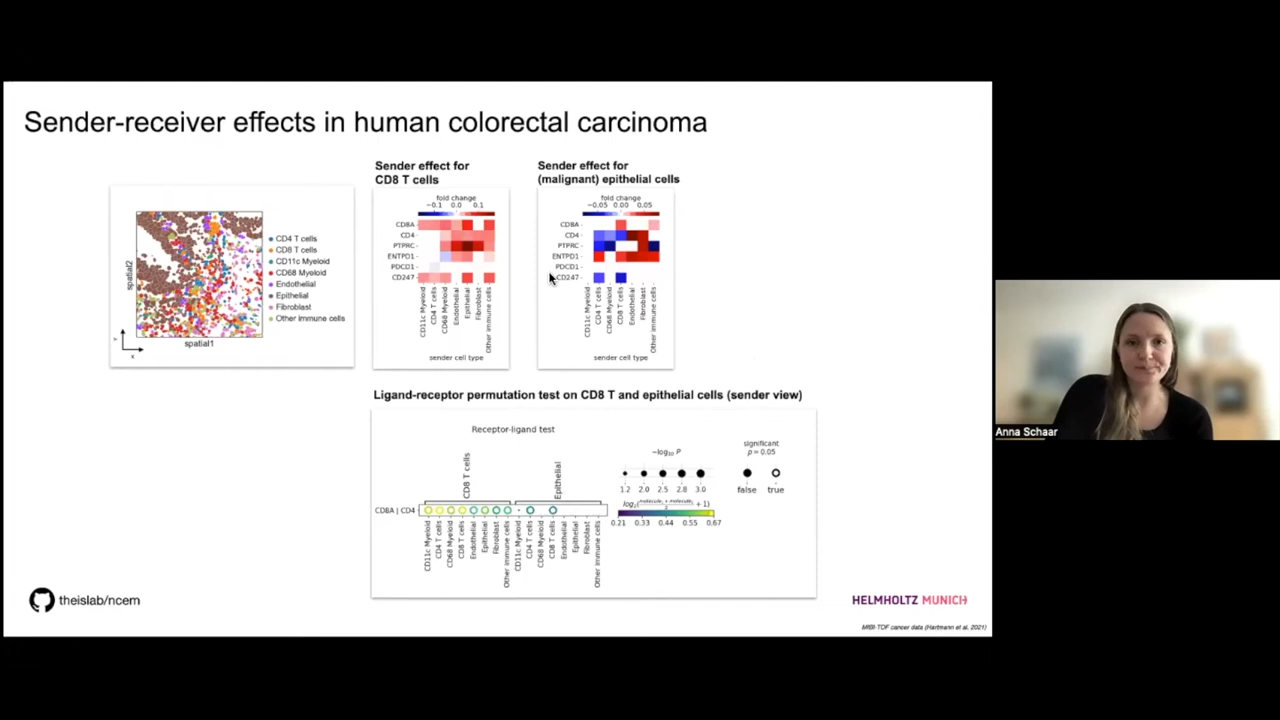 Sender-receiver effects in human colorectal carcinoma
spatial2
spatial1
y
x
CD4 T cells
CD8 T cells
CD11c Myeloid
CD68 Myeloid
Endothelial
Epithelial
Fibroblast
Other immune cells
Sender effect for
CD8 T cells
fold change
−0.1 0.0 0.1
CD8A
CD4
PTPRC
ENTPD1
PDCD1
CD247
CD11c Myeloid
CD4 T cells
CD68 Myeloid
Endothelial
Epithelial
Fibroblast
Other immune cells
sender cell type
Sender effect for
(malignant) epithelial cells
fold change
−0.05 0.00 0.05
CD8A
CD4
PTPRC
ENTPD1
PDCD1
CD247
CD11c Myeloid
CD4 T cells
CD68 Myeloid
CD8 T cells
Endothelial
Fibroblast
Other immune cells
sender cell type
Ligand-receptor permutation test on CD8 T and epithelial cells (sender view)
Receptor-ligand test
CD8 T cells
Epithelial
CD8A | CD4
CD11c Myeloid
CD4 T cells
CD68 Myeloid
CD8 T cells
Endothelial
Epithelial
Fibroblast
Other immune cells
CD11c Myeloid
CD4 T cells
CD68 Myeloid
CD8 T cells
Endothelial
Epithelial
Fibroblast
Other immune cells
−log10 P
1.2 2.0 2.5 2.8 3.0
significant
p = 0.05
false true
0.21 0.33 0.44 0.55 0.67
theislab/ncem
HELMHOLTZ MUNICH
MIBI-TOF cancer data (Hartmann et al. 2021)
Anna Schaar